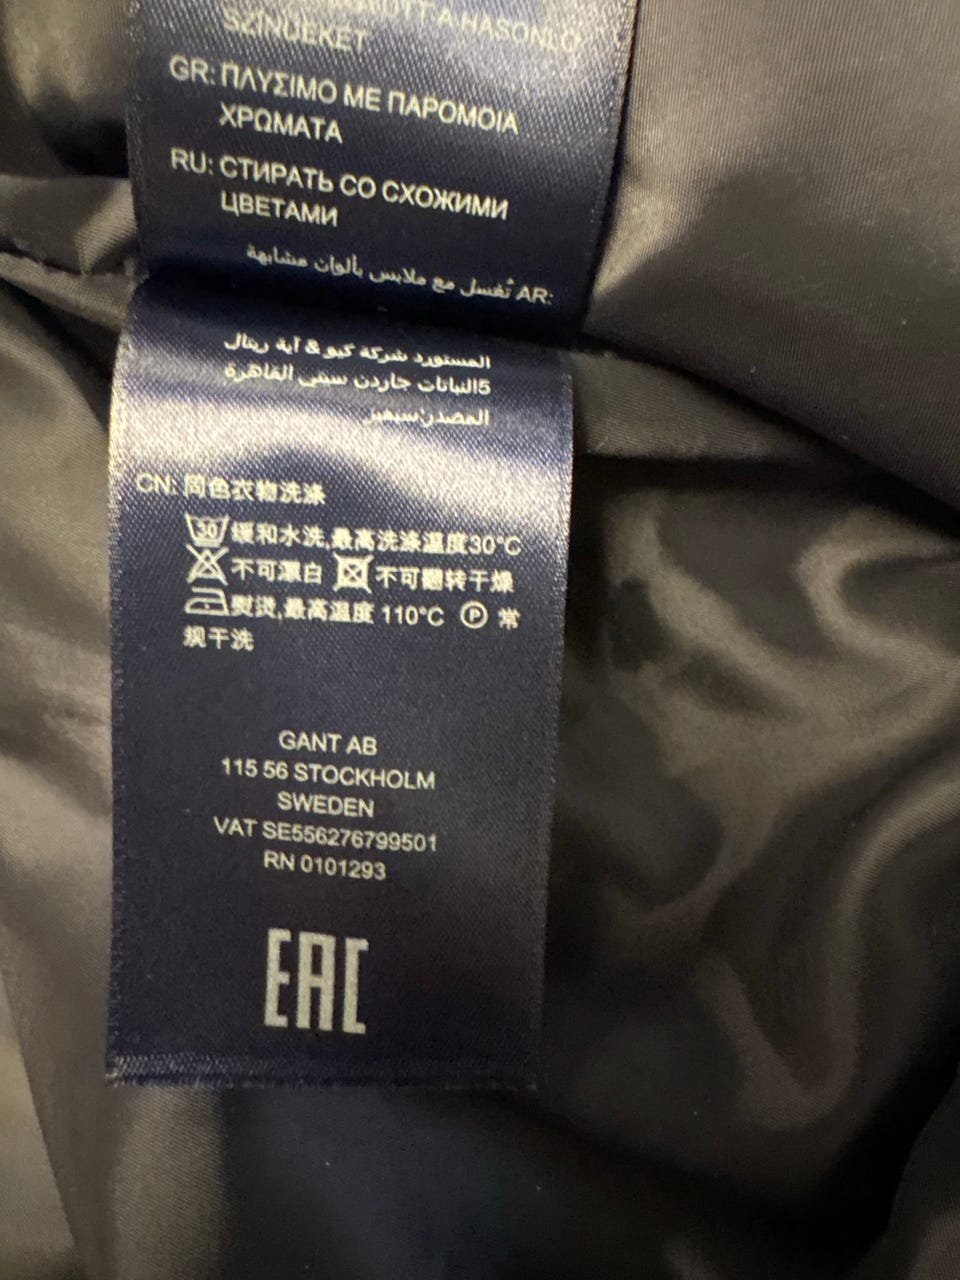 A HASONLÓ
SZÍNŰEKET
GR: ΠΛΥΣΙΜΟ ΜΕ ΠΑΡΟΜΟΙΑ
ΧΡΩΜΑΤΑ
RU: СТИРАТЬ СО СХОЖИМИ
ЦВЕТАМИ
AR: تُغسل مع ملابس بألوان مشابهة
المستورد شركة كيو & آية ريتال
5النباتات جاردن سيتى القاهرة
المصدر:
CN: 同色衣物洗涤
30 缓和水洗,最高洗涤温度30°C
不可漂白 不可翻转干燥
熨烫,最高温度 110°C P 常
规干洗
GANT AB
115 56 STOCKHOLM
SWEDEN
VAT SE556276799501
RN 0101293
EAC